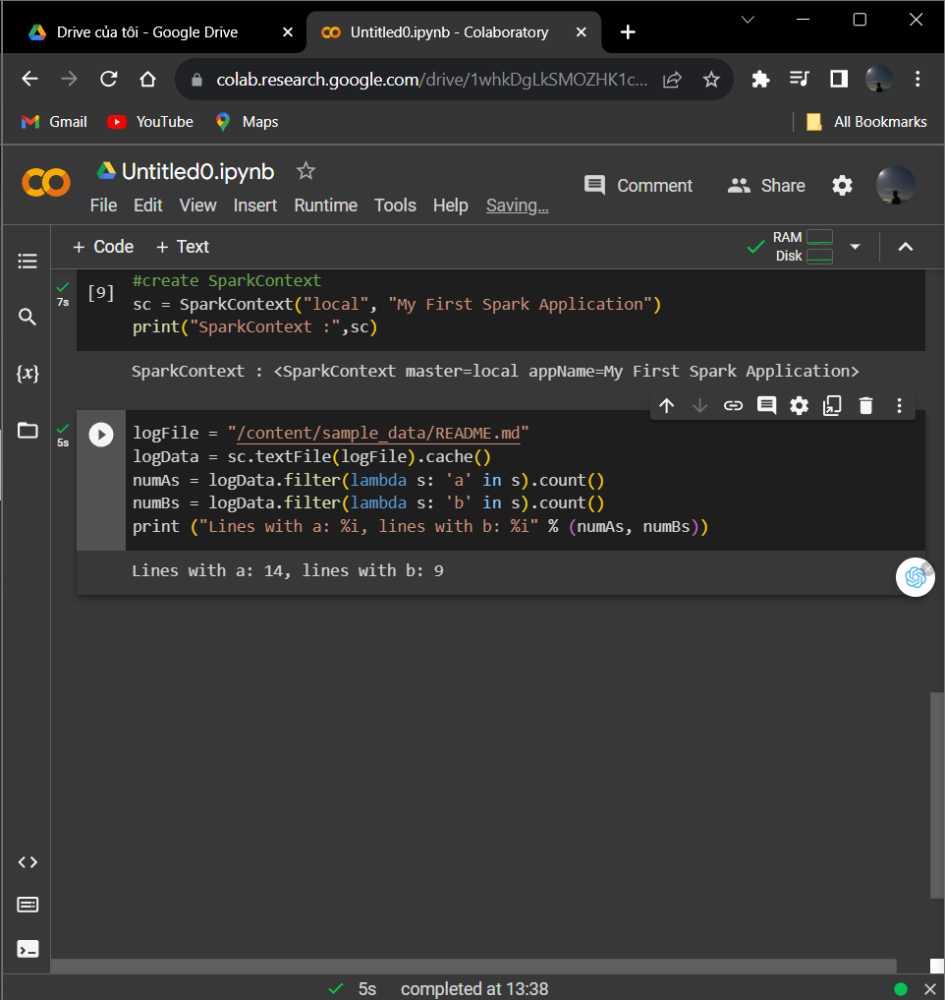 Drive của tôi - Google Drive
Untitled0.ipynb - Colaboratory
colab.research.google.com/drive/1whkDgLkSMOZHK1c...
Gmail
YouTube
Maps
All Bookmarks
Untitled0.ipynb
Comment
Share
File Edit View Insert Runtime Tools Help Saving...
+ Code + Text
RAM
Disk
7s
[9]
#create SparkContext
sc = SparkContext("local", "My First Spark Application")
print("SparkContext :",sc)
SparkContext : <SparkContext master=local appName=My First Spark Application>
5s
logFile = "/content/sample_data/README.md"
logData = sc.textFile(logFile).cache()
numAs = logData.filter(lambda s: 'a' in s).count()
numBs = logData.filter(lambda s: 'b' in s).count()
print ("Lines with a: %i, lines with b: %i" % (numAs, numBs))
Lines with a: 14, lines with b: 9
{x}
5s completed at 13:38